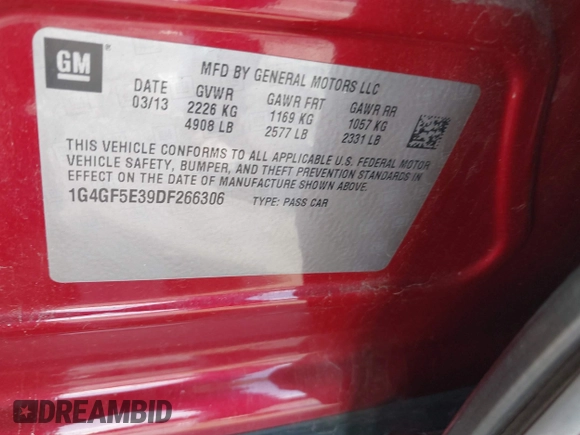 GM
MFD BY GENERAL MOTORS LLC
DATE GVWR GAWR FRT GAWR RR
03/13 2226 KG 1169 KG 1057 KG
4908 LB 2577 LB 2331 LB
THIS VEHICLE CONFORMS TO ALL APPLICABLE U.S. FEDERAL MOTOR
VEHICLE SAFETY, BUMPER, AND THEFT PREVENTION STANDARDS IN
EFFECT ON THE DATE OF MANUFACTURE SHOWN ABOVE.
1G4GF5E39DF266306 TYPE: PASS CAR
DREAMBID